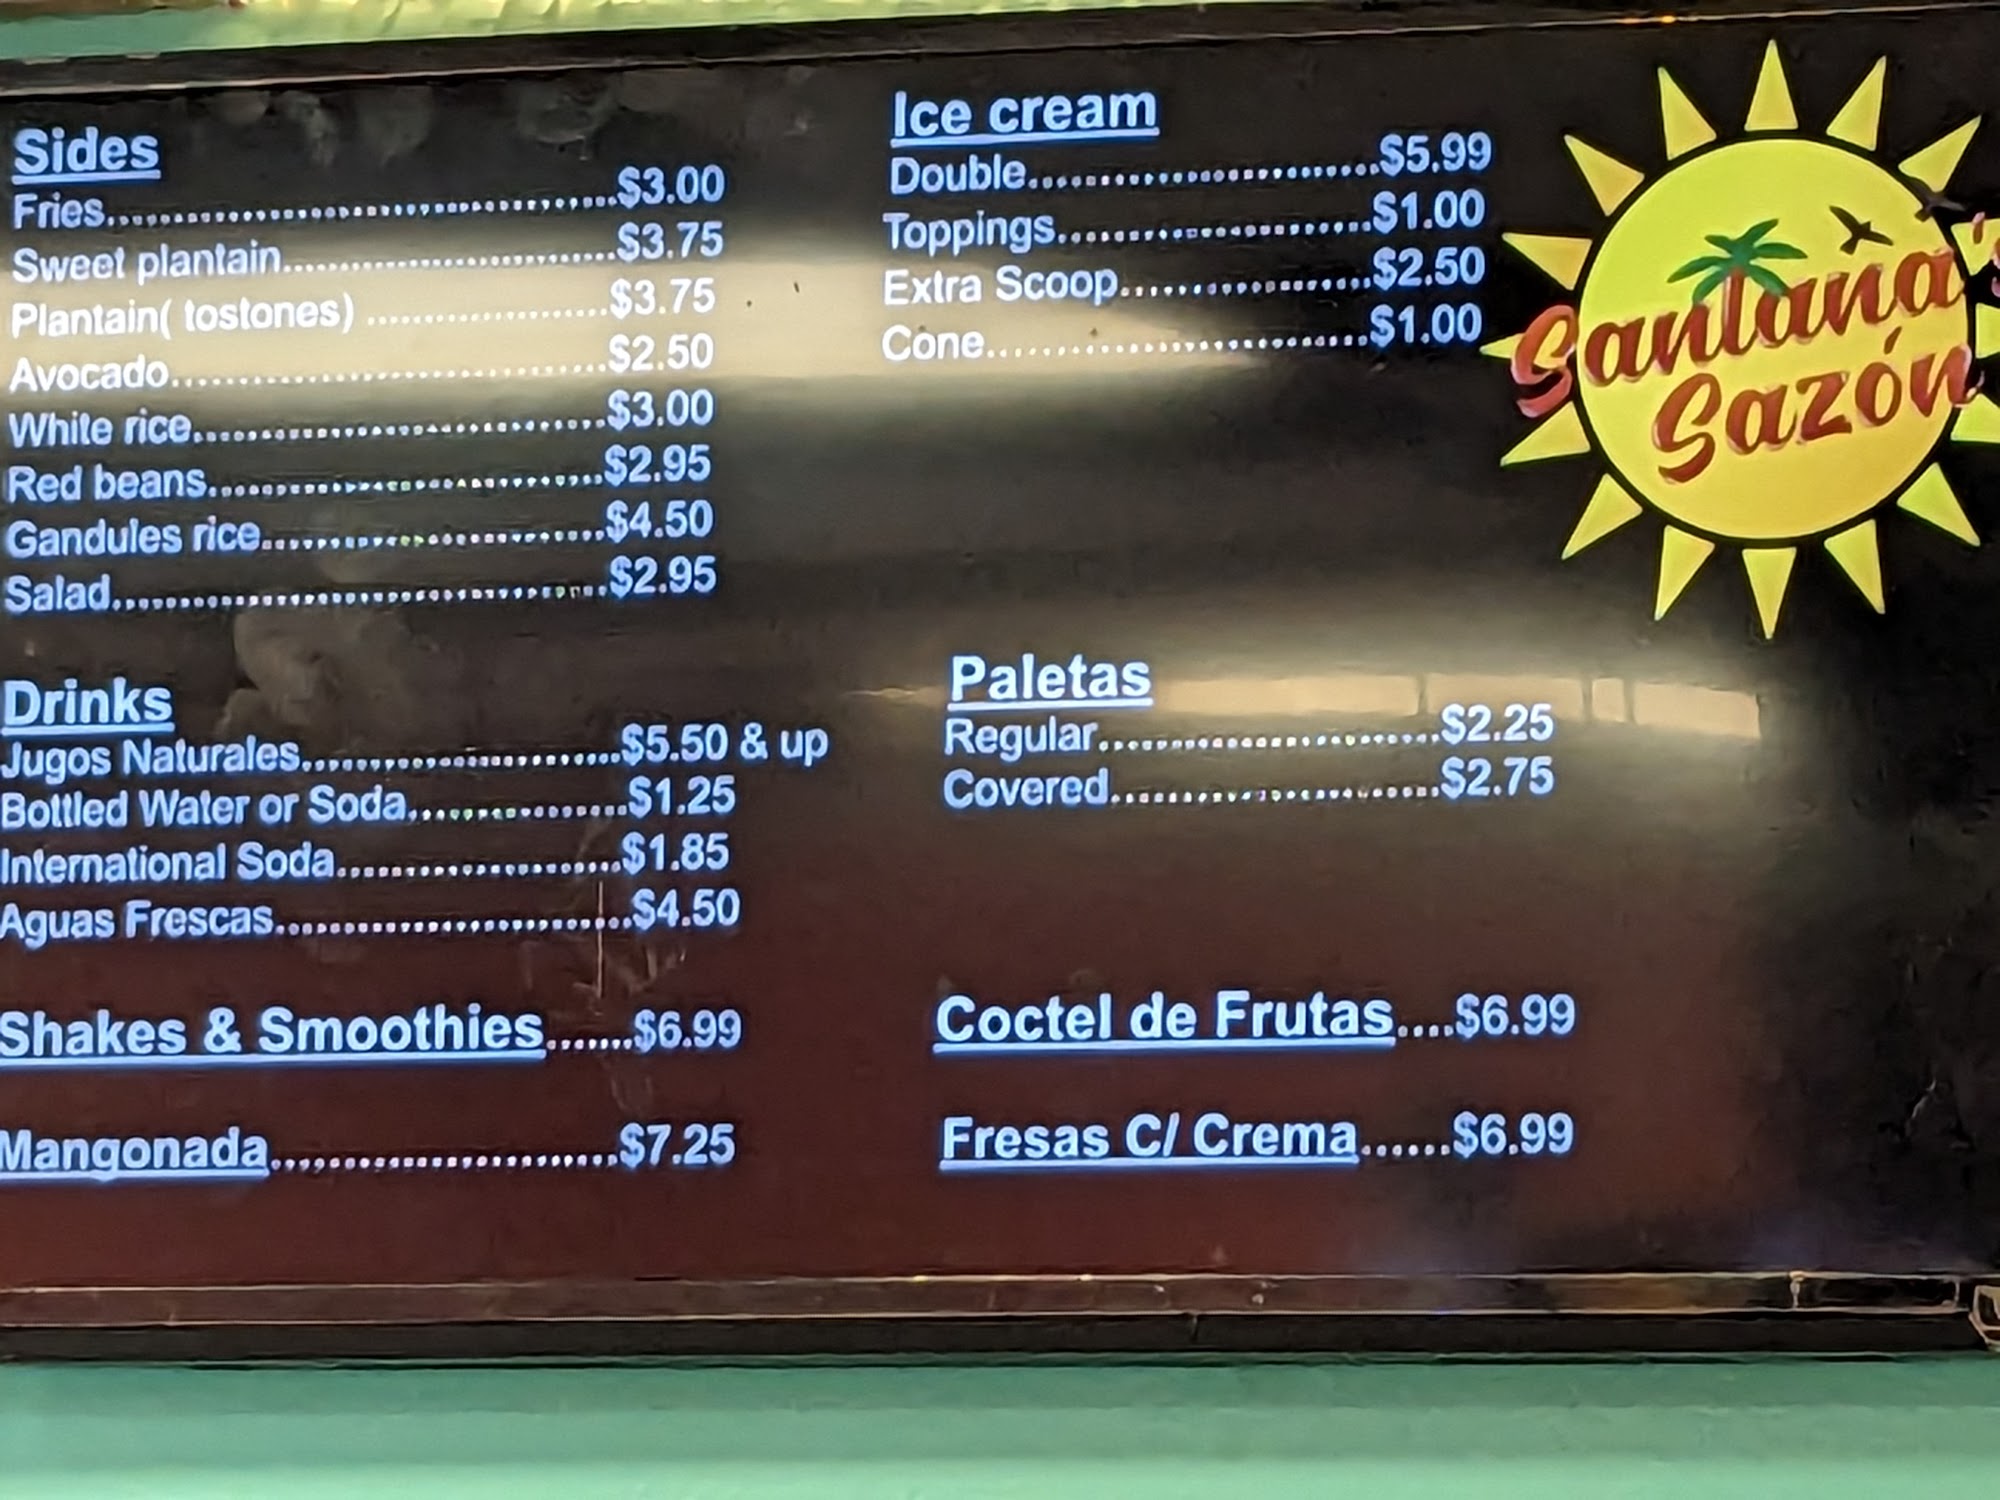 Sides
Fries $3.00
Sweet plantain $3.75
Plantain( tostones) $3.75
Avocado $2.50
White rice $3.00
Red beans $2.95
Gandules rice $4.50
Salad $2.95
Drinks
Jugos Naturales $5.50 & up
Bottled Water or Soda $1.25
International Soda $1.85
Aguas Frescas $4.50
Shakes & Smoothies $6.99
Mangonada $7.25
Ice cream
Double $5.99
Toppings $1.00
Extra Scoop $2.50
Cone $1.00
Paletas
Regular $2.25
Covered $2.75
Coctel de Frutas $6.99
Fresas C/ Crema $6.99
Santana's
Sazón